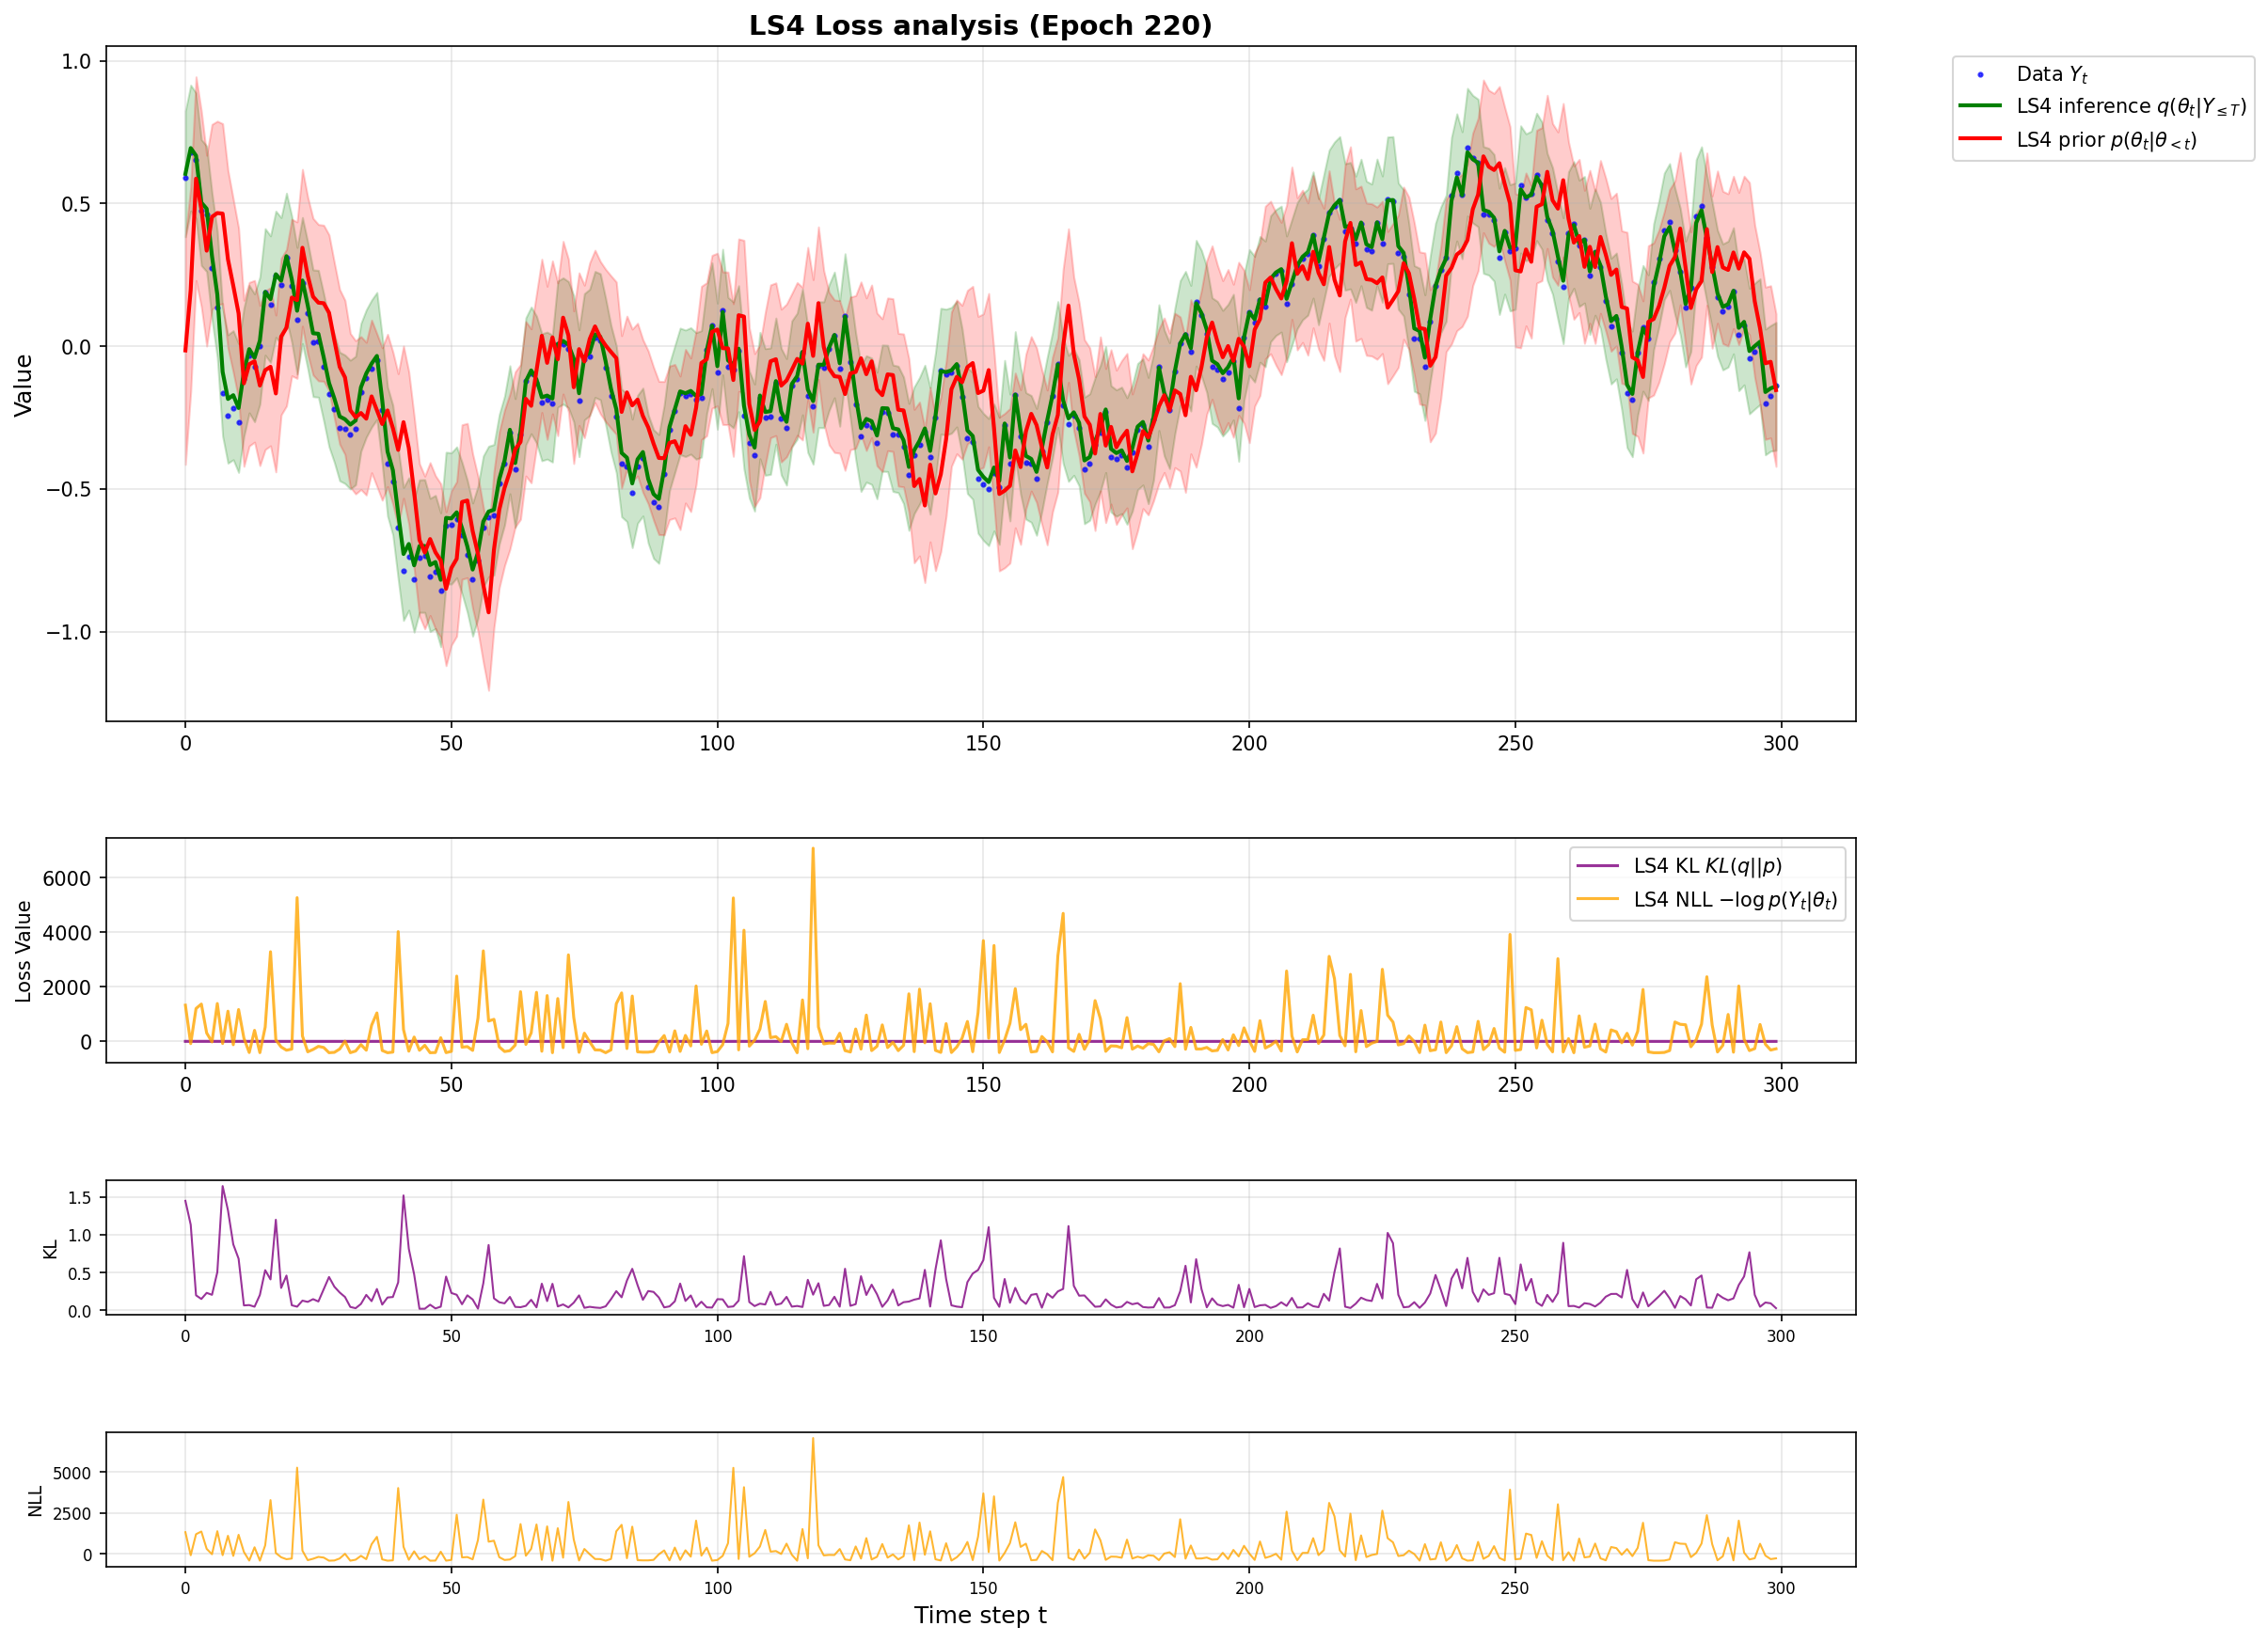 LS4 Loss analysis (Epoch 220)
Data Y_t
LS4 inference q(θ_t|Y_{≤T})
LS4 prior p(θ_t|θ_{<t})
Value
1.0
0.5
0.0
−0.5
−1.0
0 50 100 150 200 250 300
Loss Value
6000
4000
2000
0
LS4 KL KL(q||p)
LS4 NLL −log p(Y_t|θ_t)
0 50 100 150 200 250 300
KL
1.5
1.0
0.5
0.0
0 50 100 150 200 250 300
NLL
5000
2500
0
0 50 100 150 200 250 300
Time step t